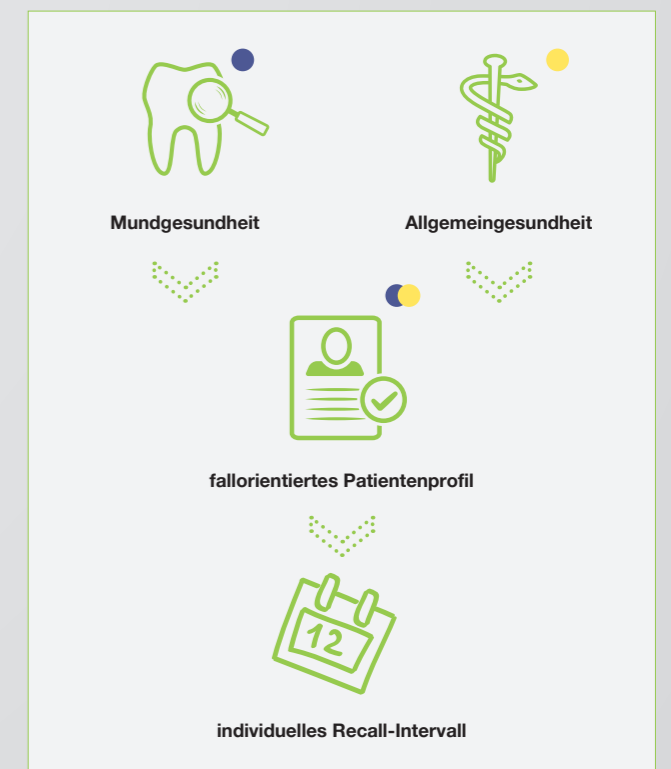 Mundgesundheit
Allgemeingesundheit
fallorientiertes Patientenprofil
12
individuelles Recall-Intervall